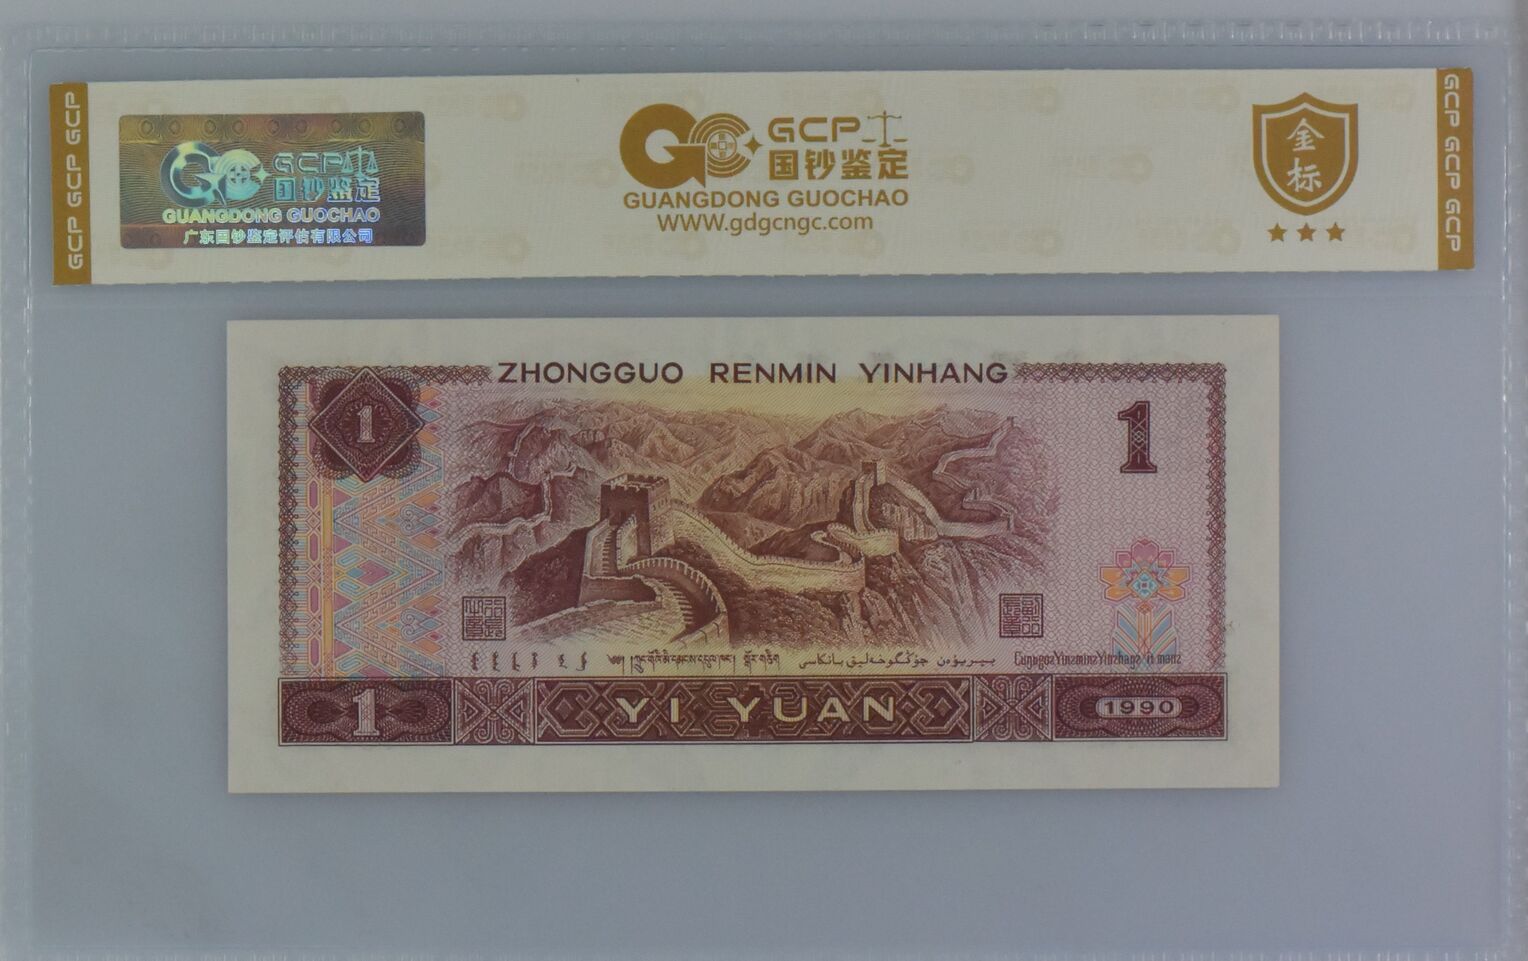 GCP GCP GCP
GCP
国钞鉴定
GUANGDONG GUOCHAO
广东国钞鉴定评估有限公司
GCP
国钞鉴定
GUANGDONG GUOCHAO
WWW.gdgcngc.com
金标
GCP GCP GCP
ZHONGGUO RENMIN YINHANG
1
1
1
YI YUAN
1990